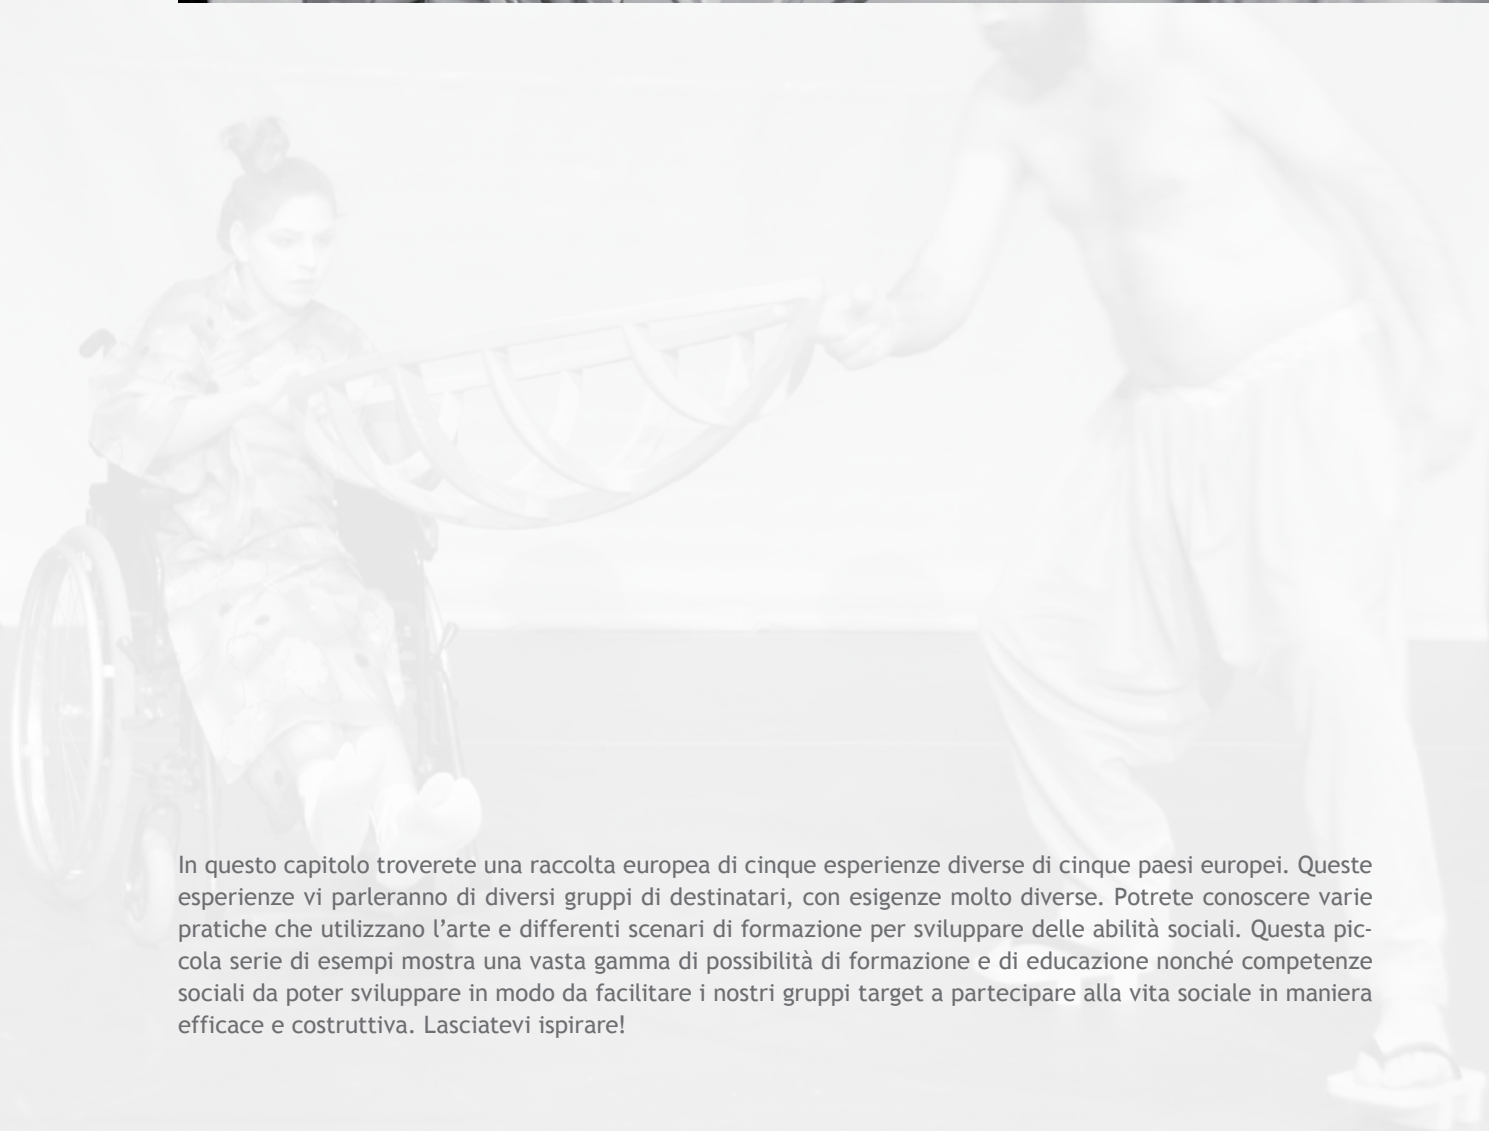 In questo capitolo troverete una raccolta europea di cinque esperienze diverse di cinque paesi europei. Queste
esperienze vi parleranno di diversi gruppi di destinatari, con esigenze molto diverse. Potrete conoscere varie
pratiche che utilizzano l’arte e differenti scenari di formazione per sviluppare delle abilità sociali. Questa pic-
cola serie di esempi mostra una vasta gamma di possibilità di formazione e di educazione nonché competenze
sociali da poter sviluppare in modo da facilitare i nostri gruppi target a partecipare alla vita sociale in maniera
efficace e costruttiva. Lasciatevi ispirare!